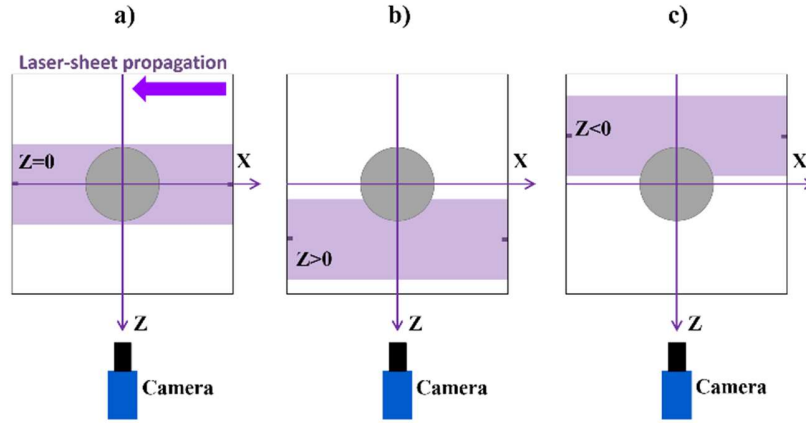 a)
b)
c)
Laser-sheet propagation
Z=0
X
Z>0
X
Z<0
X
Z
Z
Z
Camera
Camera
Camera